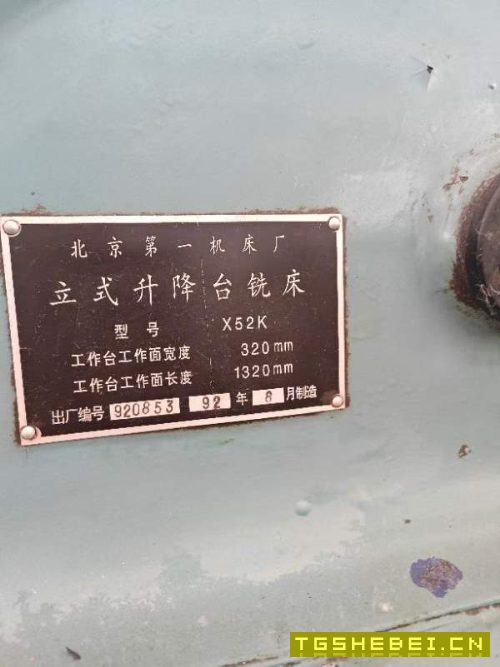 北京第一机床厂
立式升降台铣床
型号 X52K
工作台工作面宽度 320mm
工作台工作面长度 1320mm
出厂编号 920853 92 年 8 月制造
TGSHEBEI.CN